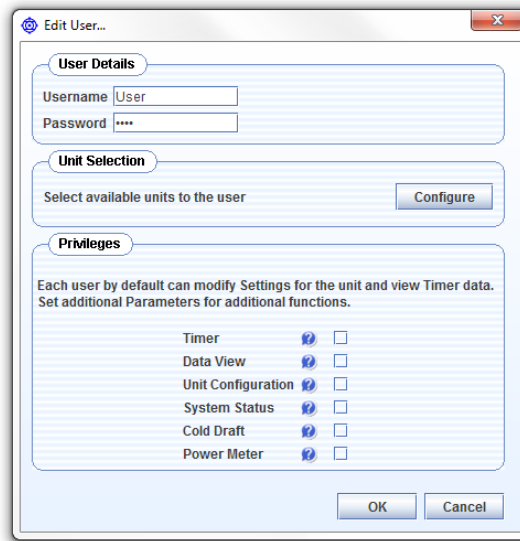 Edit User...
User Details
Username User
Password ••••
Unit Selection
Select available units to the user Configure
Privileges
Each user by default can modify Settings for the unit and view Timer data.
Set additional Parameters for additional functions.
Timer ?
Data View ?
Unit Configuration ?
System Status ?
Cold Draft ?
Power Meter ?
OK Cancel